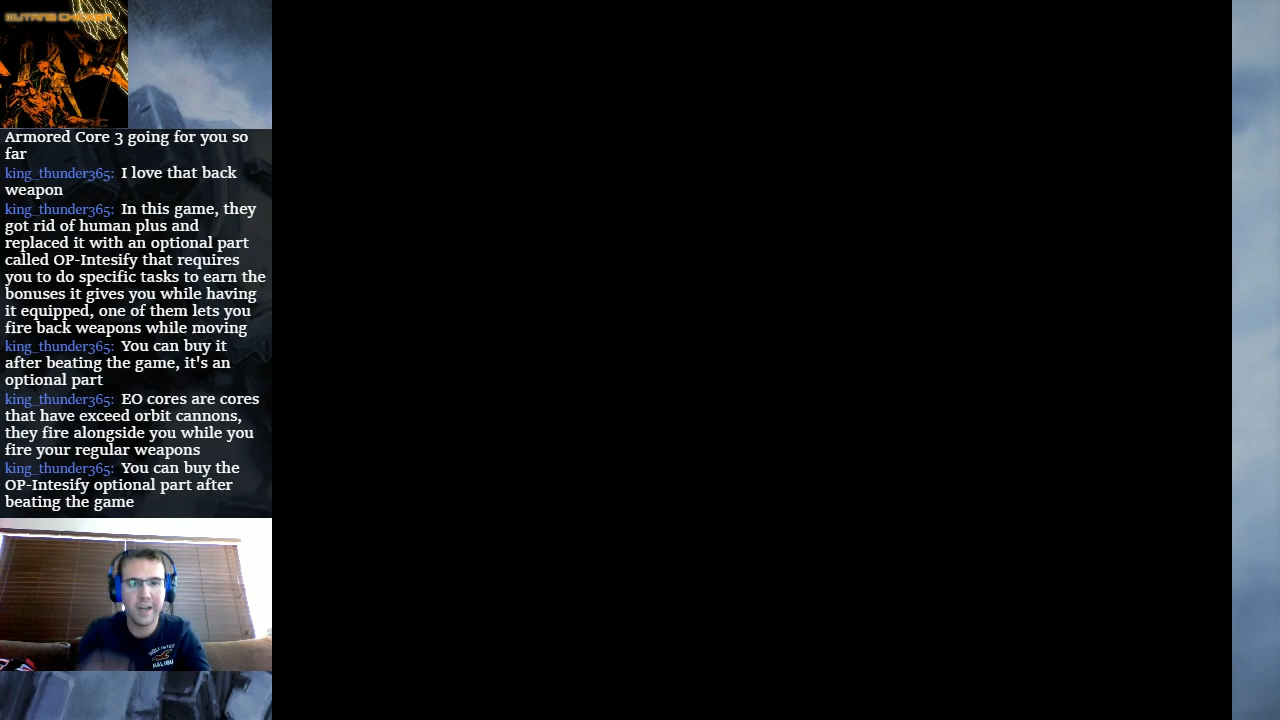 MUTANT CHICKEN
Armored Core 3 going for you so
far
king_thunder365: I love that back
weapon
king_thunder365: In this game, they
got rid of human plus and
replaced it with an optional part
called OP-Intesify that requires
you to do specific tasks to earn the
bonuses it gives you while having
it equipped, one of them lets you
fire back weapons while moving
king_thunder365: You can buy it
after beating the game, it's an
optional part
king_thunder365: EO cores are cores
that have exceed orbit cannons,
they fire alongside you while you
fire your regular weapons
king_thunder365: You can buy the
OP-Intesify optional part after
beating the game
HOLLISTER
MALIBU